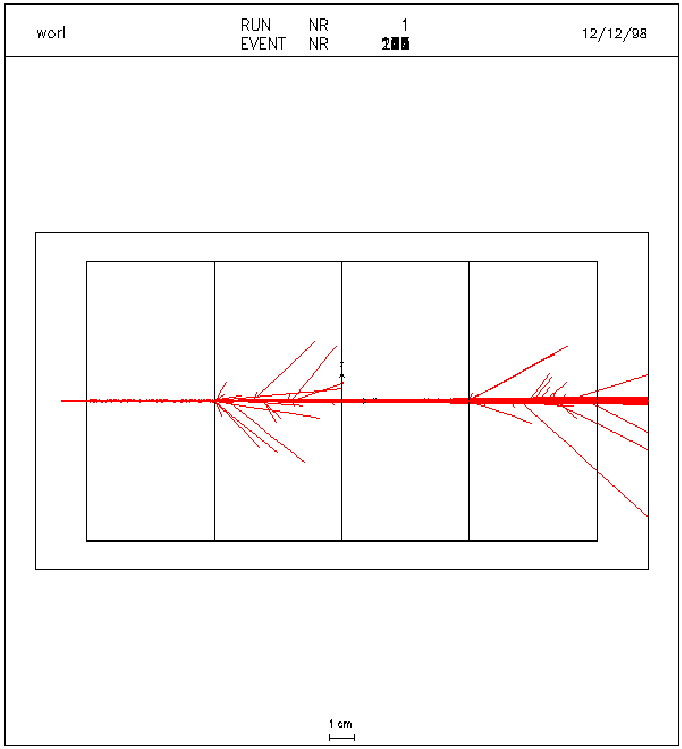 worl
RUN NR 1
EVENT NR
12/12/98
1 cm